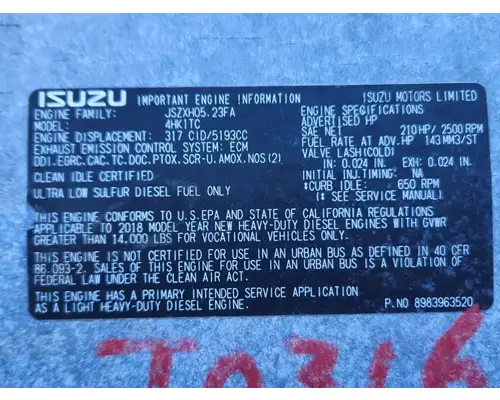 ISUZU IMPORTANT ENGINE INFORMATION
ENGINE FAMILY: JSZXH05.23FA
MODEL: 4HK1TC
DISPLACEMENT: 317 CID/5193CC
EXHAUST EMISSION CONTROL SYSTEM: ECM
DDI.EGRC.CAC.TC.DOC.PTOX.SCR-U.AMOX.NOS(2)
CLEAN IDLE CERTIFIED
ULTRA LOW SULFUR DIESEL FUEL ONLY
ISUZU MOTORS LIMITED
ENGINE SPECIFICATIONS
ADVERTISED HP
SAE NET: 210 HP/2500 RPM
FUEL RATE AT ADV.HP 143 MM3/ST
VALVE LASH(COLD)
IN: 0.024 IN. EXH: 0.024 IN.
INITIAL INJ.TIMING: NA
*CURB IDLE: 650 RPM
(* SEE SERVICE MANUAL)
THIS ENGINE CONFORMS TO U.S.EPA AND STATE OF CALIFORNIA REGULATIONS
APPLICABLE TO 2018 MODEL YEAR NEW HEAVY-DUTY DIESEL ENGINES WITH GVWR
GREATER THAN 14,000 LBS FOR VOCATIONAL VEHICLES ONLY.
THIS ENGINE IS NOT CERTIFIED FOR USE IN AN URBAN BUS AS DEFINED IN 40 CFR
86.093-2. SALES OF THIS ENGINE FOR USE IN AN URBAN BUS IS A VIOLATION OF
FEDERAL LAW UNDER THE CLEAN AIR ACT.
THIS ENGINE HAS A PRIMARY INTENDED SERVICE APPLICATION
AS A LIGHT HEAVY-DUTY DIESEL ENGINE.
P.NO 8983963520